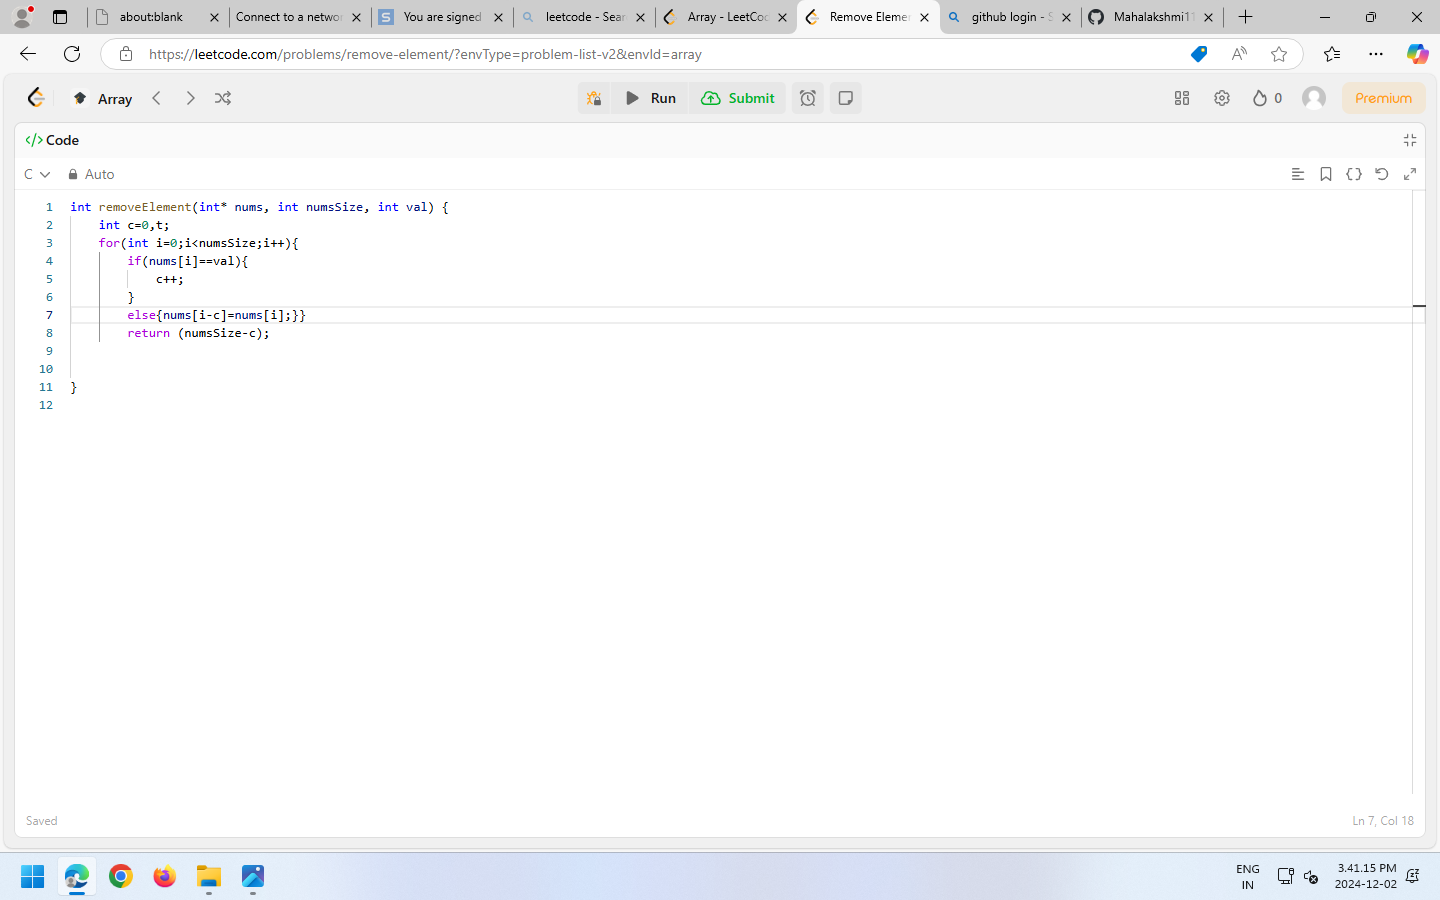 about:blank
Connect to a networ
You are signed
leetcode - Sear
Array - LeetCod
Remove Elemen
github login - S
Mahalakshmi11
https://leetcode.com/problems/remove-element/?envType=problem-list-v2&envId=array
Array
Run
Submit
0
Premium
</> Code
C
Auto
1 int removeElement(int* nums, int numsSize, int val) {
2 int c=0,t;
3 for(int i=0;i<numsSize;i++){
4 if(nums[i]==val){
5 c++;
6 }
7 else{nums[i-c]=nums[i];}}
8 return (numsSize-c);
9
10
11 }
12
Saved
Ln 7, Col 18
ENG
IN
3.41.15 PM
2024-12-02